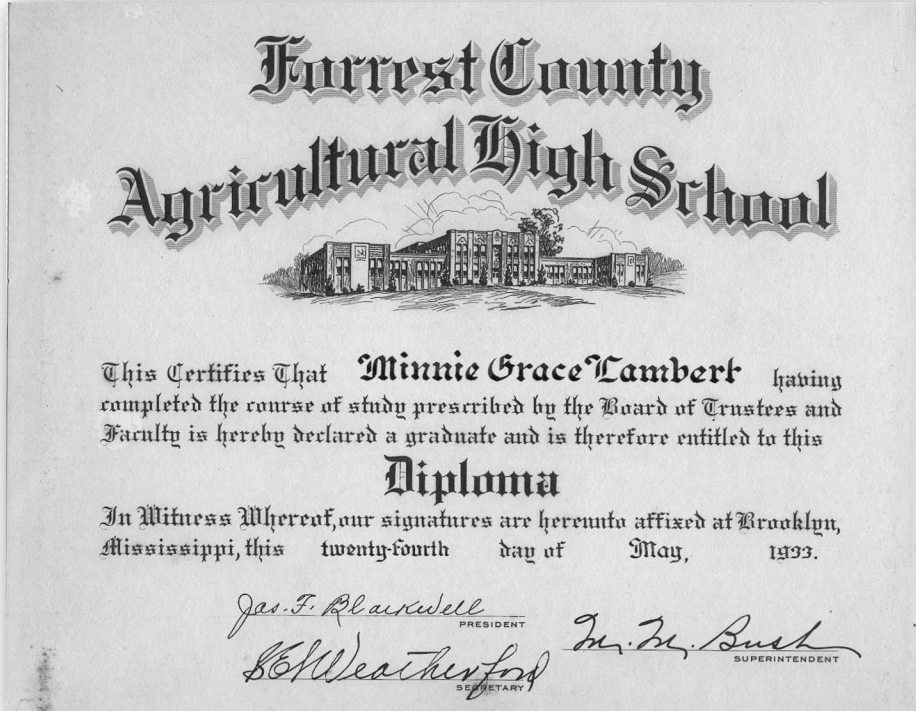 Forrest County
Agricultural High School
This Certifies That Minnie Grace Lambert having
completed the course of study prescribed by the Board of Trustees and
Faculty is hereby declared a graduate and is therefore entitled to this
Diploma
In Witness Whereof, our signatures are hereunto affixed at Brooklyn,
Mississippi, this twenty-fourth day of May, 1933.
Jas. F. Blackwell
PRESIDENT
M. M. Bush
SUPERINTENDENT
Weatherford
SECRETARY